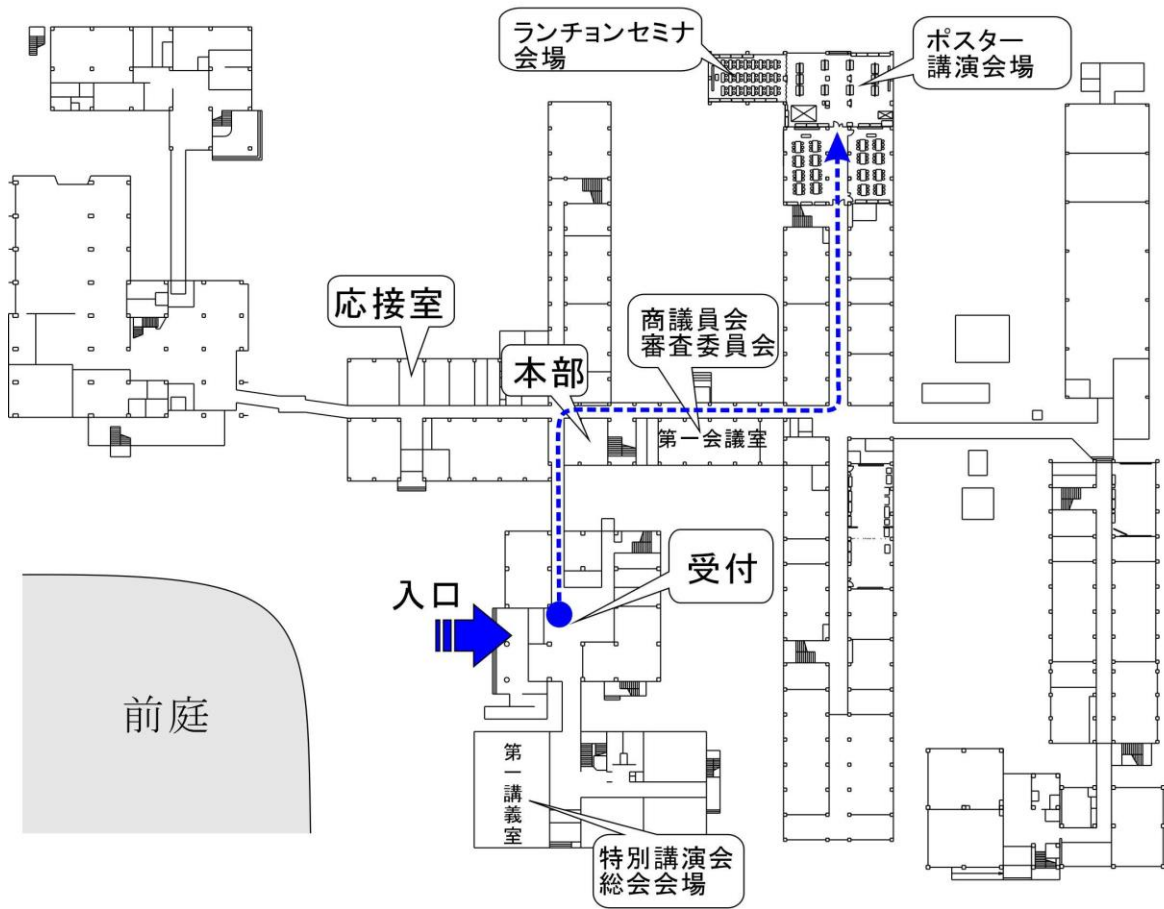 ランチョンセミナ
会場
ポスター
講演会場
応接室
商議員会
審査委員会
本部
第一会議室
受付
入口
前庭
第一講義室
特別講演会
総会会場